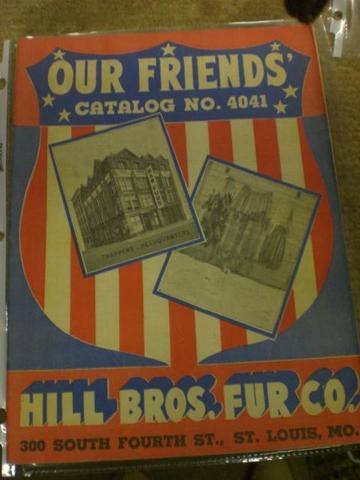 OUR FRIENDS'
CATALOG NO. 4041
TRAPPERS HEADQUARTERS
HILL BROS. FUR CO.
300 SOUTH FOURTH ST., ST. LOUIS, MO.